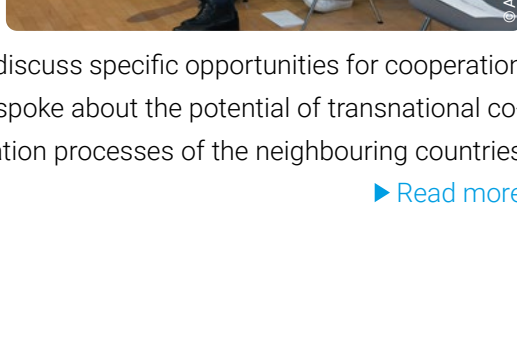 © A
discuss specific opportunities for cooperation
spoke about the potential of transnational co-
ation processes of the neighbouring countries
▶ Read more